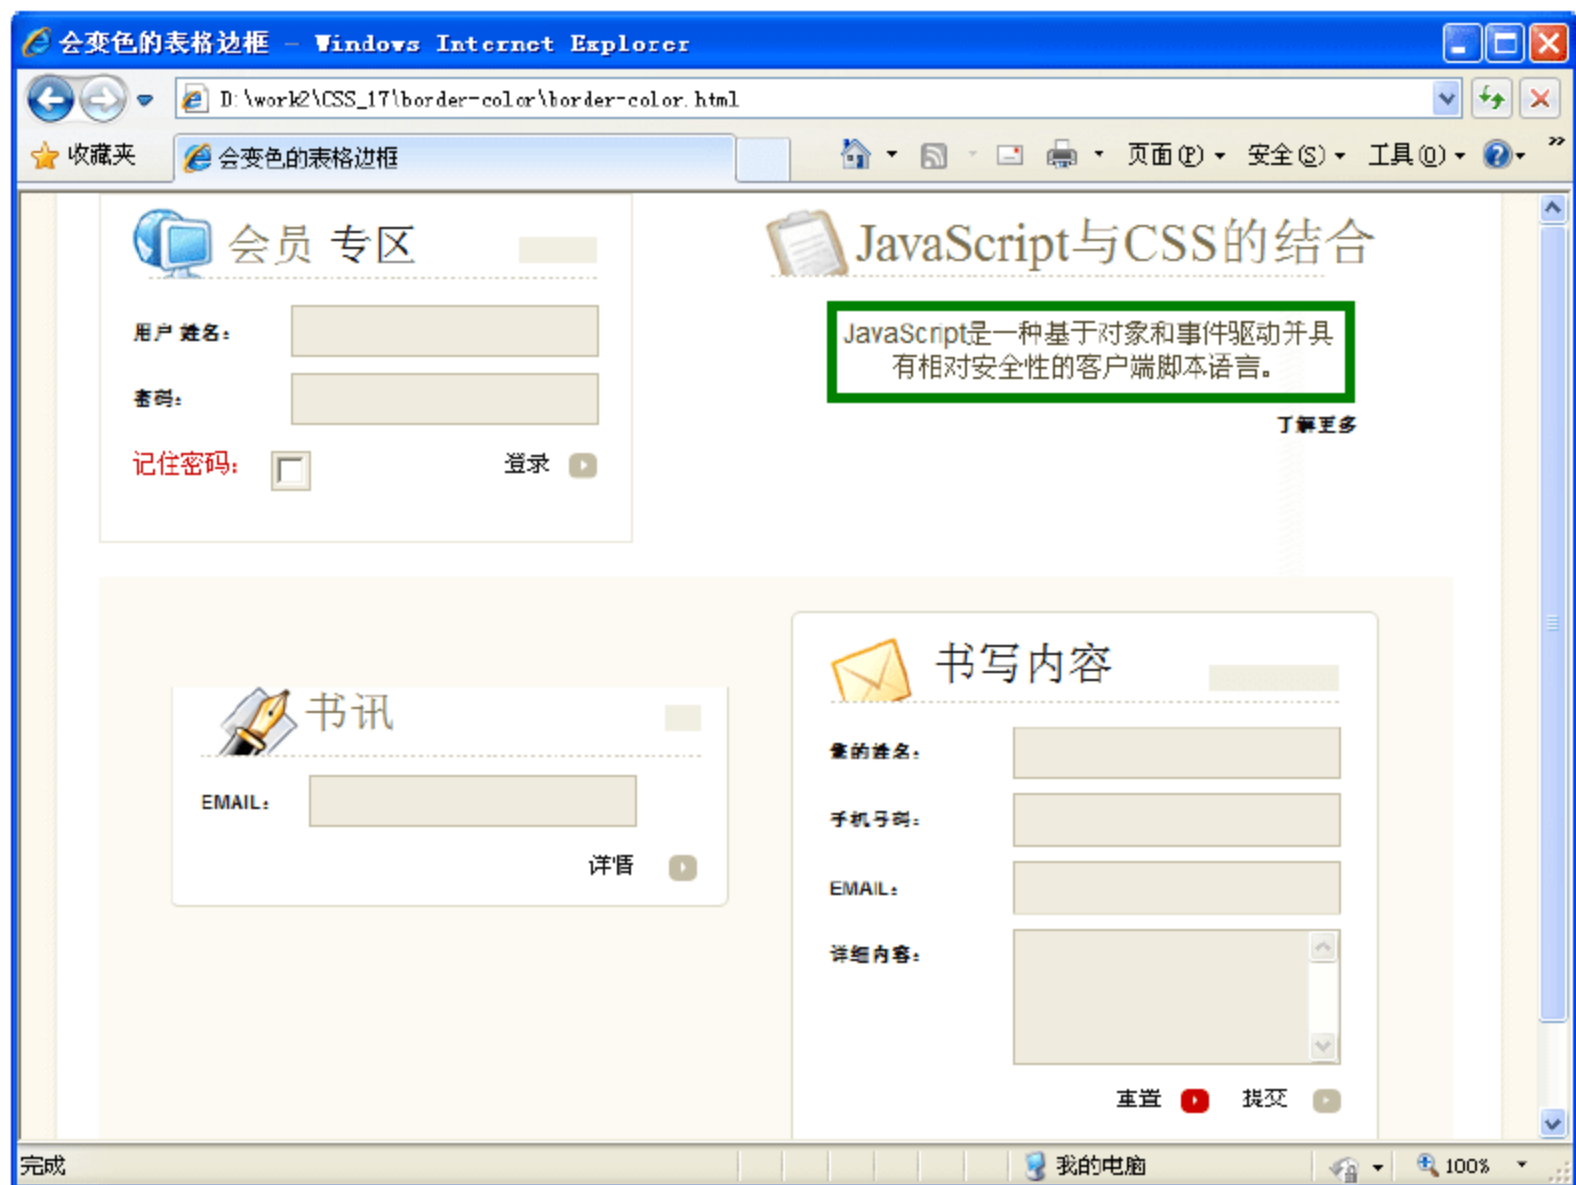 会变色的表格边框 - Windows Internet Explorer
D:\work2\CSS_17\border-color\border-color.html
收藏夹
会变色的表格边框
页面(P)
安全(S)
工具(O)
»
会员 专区
用户 姓名：
密码：
记住密码：
登录
JavaScript与CSS的结合
JavaScript是一种基于对象和事件驱动并具
有相对安全性的客户端脚本语言。
了解更多
书讯
EMAIL：
详情
书写内容
您的姓名：
手机号码：
EMAIL：
详细内容：
重置
提交
完成
我的电脑
100%